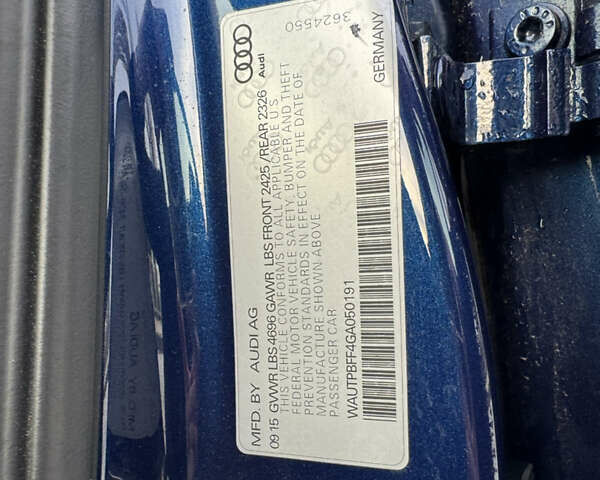 3624550
Audi
MFD. BY AUDI AG
09 15 GVWR LBS 4696 GAWR LBS FRONT 2425 /REAR 2326
THIS VEHICLE CONFORMS TO ALL APPLICABLE U.S.
FEDERAL MOTOR VEHICLE SAFETY, BUMPER AND THEFT
PREVENTION STANDARDS IN EFFECT ON THE DATE OF
MANUFACTURE SHOWN ABOVE
PASSENGER CAR
GERMANY
WAUTPBFF4GA050191